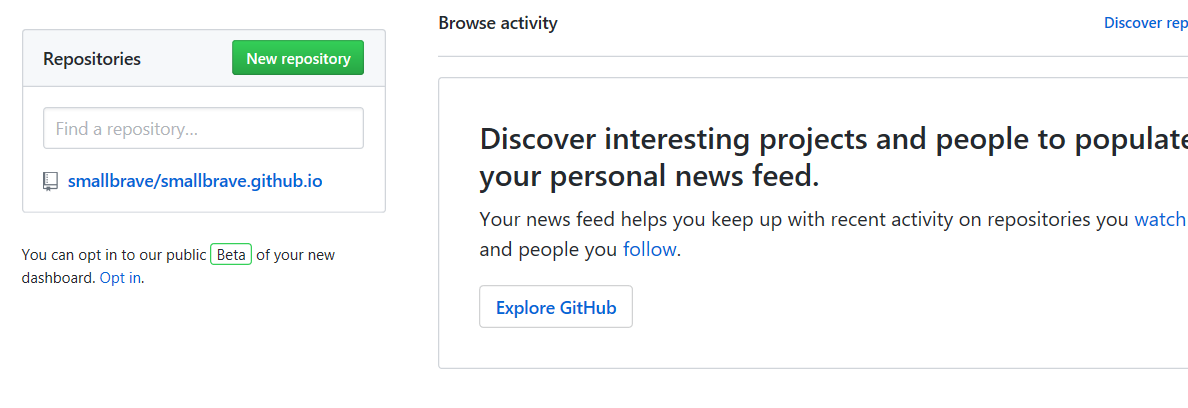 Repositories
New repository
Find a repository...
smallbrave/smallbrave.github.io
You can opt in to our public Beta of your new
dashboard. Opt in.
Browse activity
Discover rep
Discover interesting projects and people to populate
your personal news feed.
Your news feed helps you keep up with recent activity on repositories you watch
and people you follow.
Explore GitHub